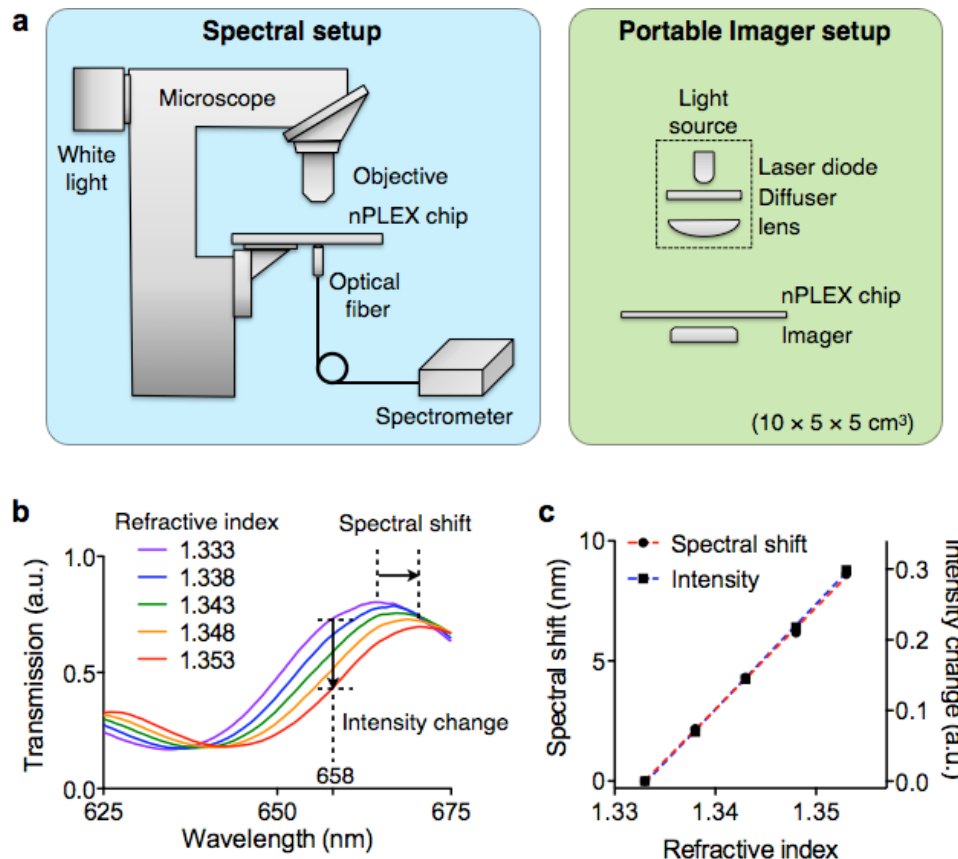 a
Spectral setup
Microscope
White
light
Objective
nPLEX chip
Optical
fiber
Spectrometer
Portable Imager setup
Light
source
Laser diode
Diffuser
lens
nPLEX chip
Imager
(10 × 5 × 5 cm³)
b
Refractive index
1.333
1.338
1.343
1.348
1.353
Spectral shift
Intensity change
658
Transmission (a.u.)
1.0
0.5
0.0
625
650
675
Wavelength (nm)
c
Spectral shift
Intensity
Spectral shift (nm)
10
5
0
1.33
1.34
1.35
Refractive index
0.3
0.2
0.1
0.0
Intensity change
(a.u.)